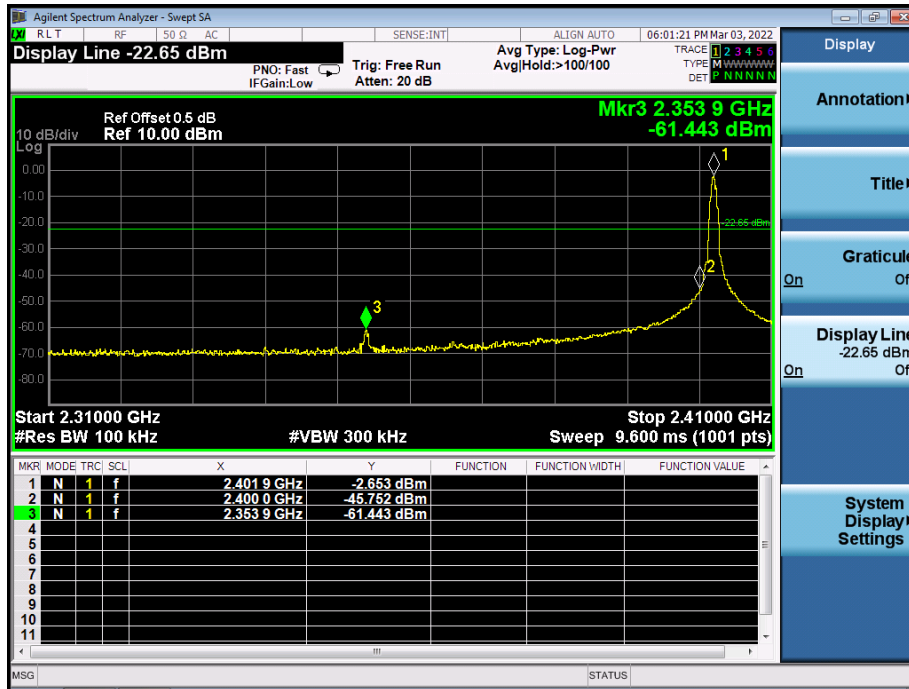 Agilent Spectrum Analyzer - Swept SA
LXI RLT RF 50 Ω AC SENSE:INT ALIGN AUTO 06:01:21 PM Mar 03, 2022
Display Line -22.65 dBm
PNO: Fast
IFGain:Low
Trig: Free Run
Atten: 20 dB
Avg Type: Log-Pwr
Avg|Hold:>100/100
TRACE 1 2 3 4 5 6
TYPE M W W W W W
DET P N N N N N
Ref Offset 0.5 dB
10 dB/div Ref 10.00 dBm
Log
Mkr3 2.353 9 GHz
-61.443 dBm
0.00
-10.0
-20.0
-30.0
-40.0
-50.0
-60.0
-70.0
-80.0
1
-22.65 dBm
2
3
Start 2.31000 GHz Stop 2.41000 GHz
#Res BW 100 kHz #VBW 300 kHz Sweep 9.600 ms (1001 pts)
MKR MODE TRC SCL X Y FUNCTION FUNCTION WIDTH FUNCTION VALUE
1 N 1 f 2.401 9 GHz -2.653 dBm
2 N 1 f 2.400 0 GHz -45.752 dBm
3 N 1 f 2.353 9 GHz -61.443 dBm
4
5
6
7
8
9
10
11
MSG STATUS
Display
Annotation
Title
Graticule
On Of
Display Line
-22.65 dBm
On Of
System
Display
Settings